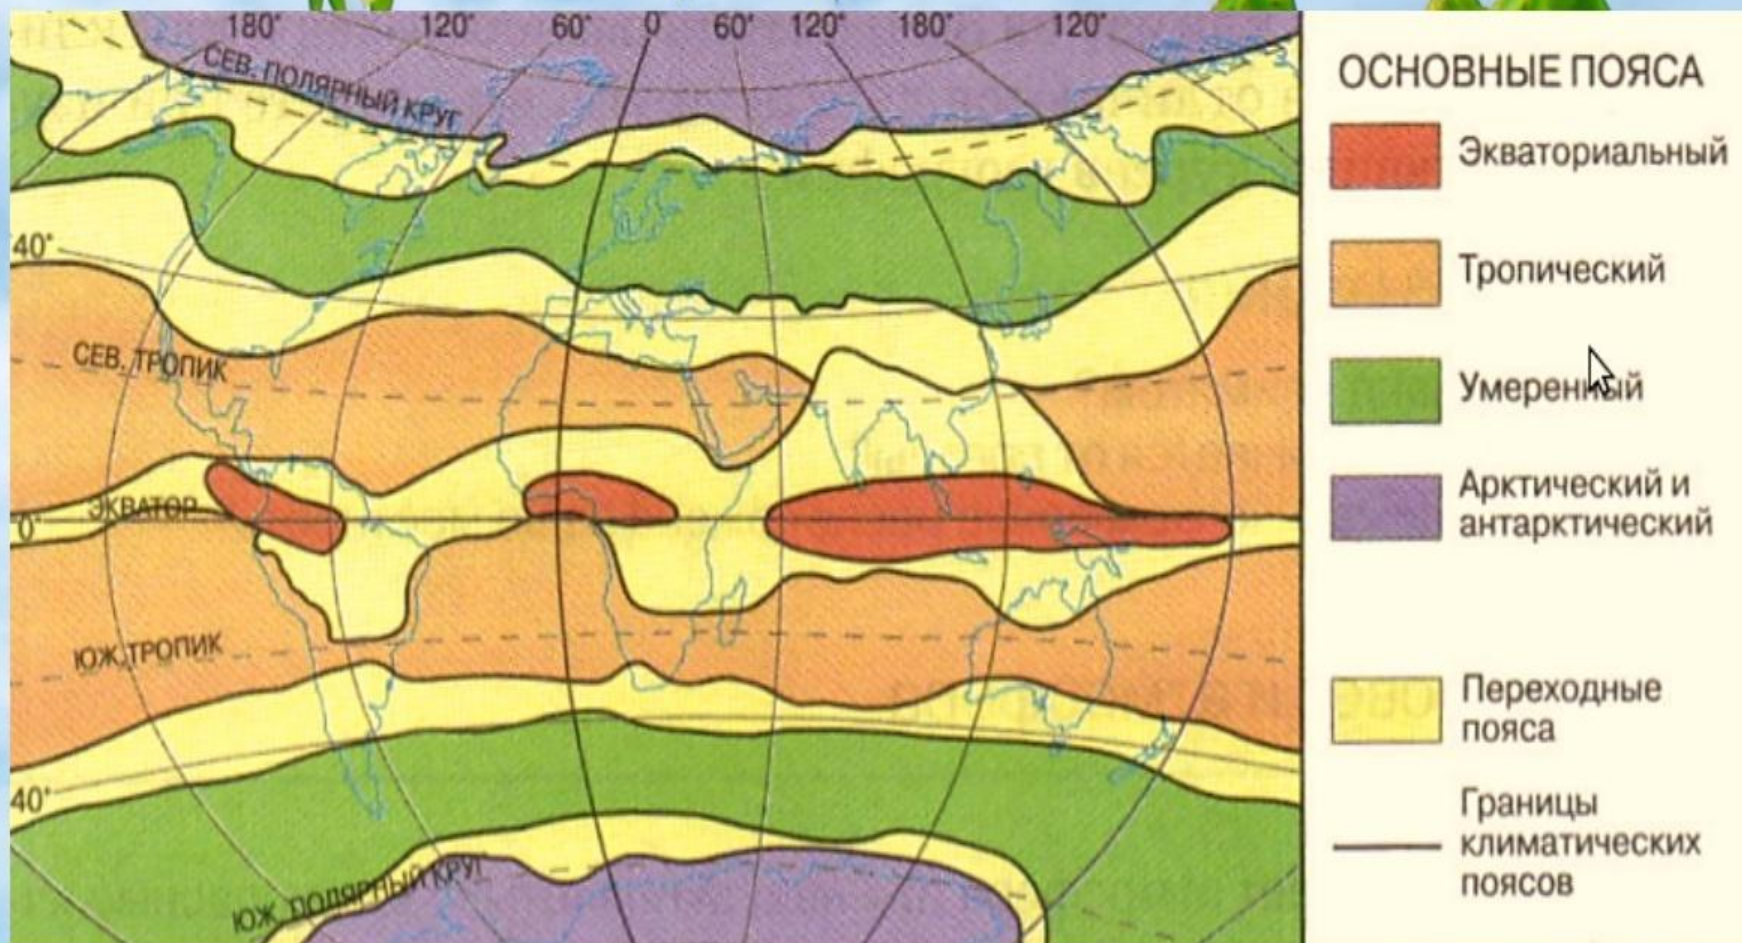 180° 120° 60° 0 60° 120° 180° 120°
СЕВ. ПОЛЯРНЫЙ КРУГ
40°
СЕВ. ТРОПИК
ЭКВАТОР
0°
ЮЖ. ТРОПИК
40°
ЮЖ. ПОЛЯРНЫЙ КРУГ
ОСНОВНЫЕ ПОЯСА
Экваториальный
Тропический
Умеренный
Арктический и
антарктический
Переходные
пояса
Границы
климатических
поясов